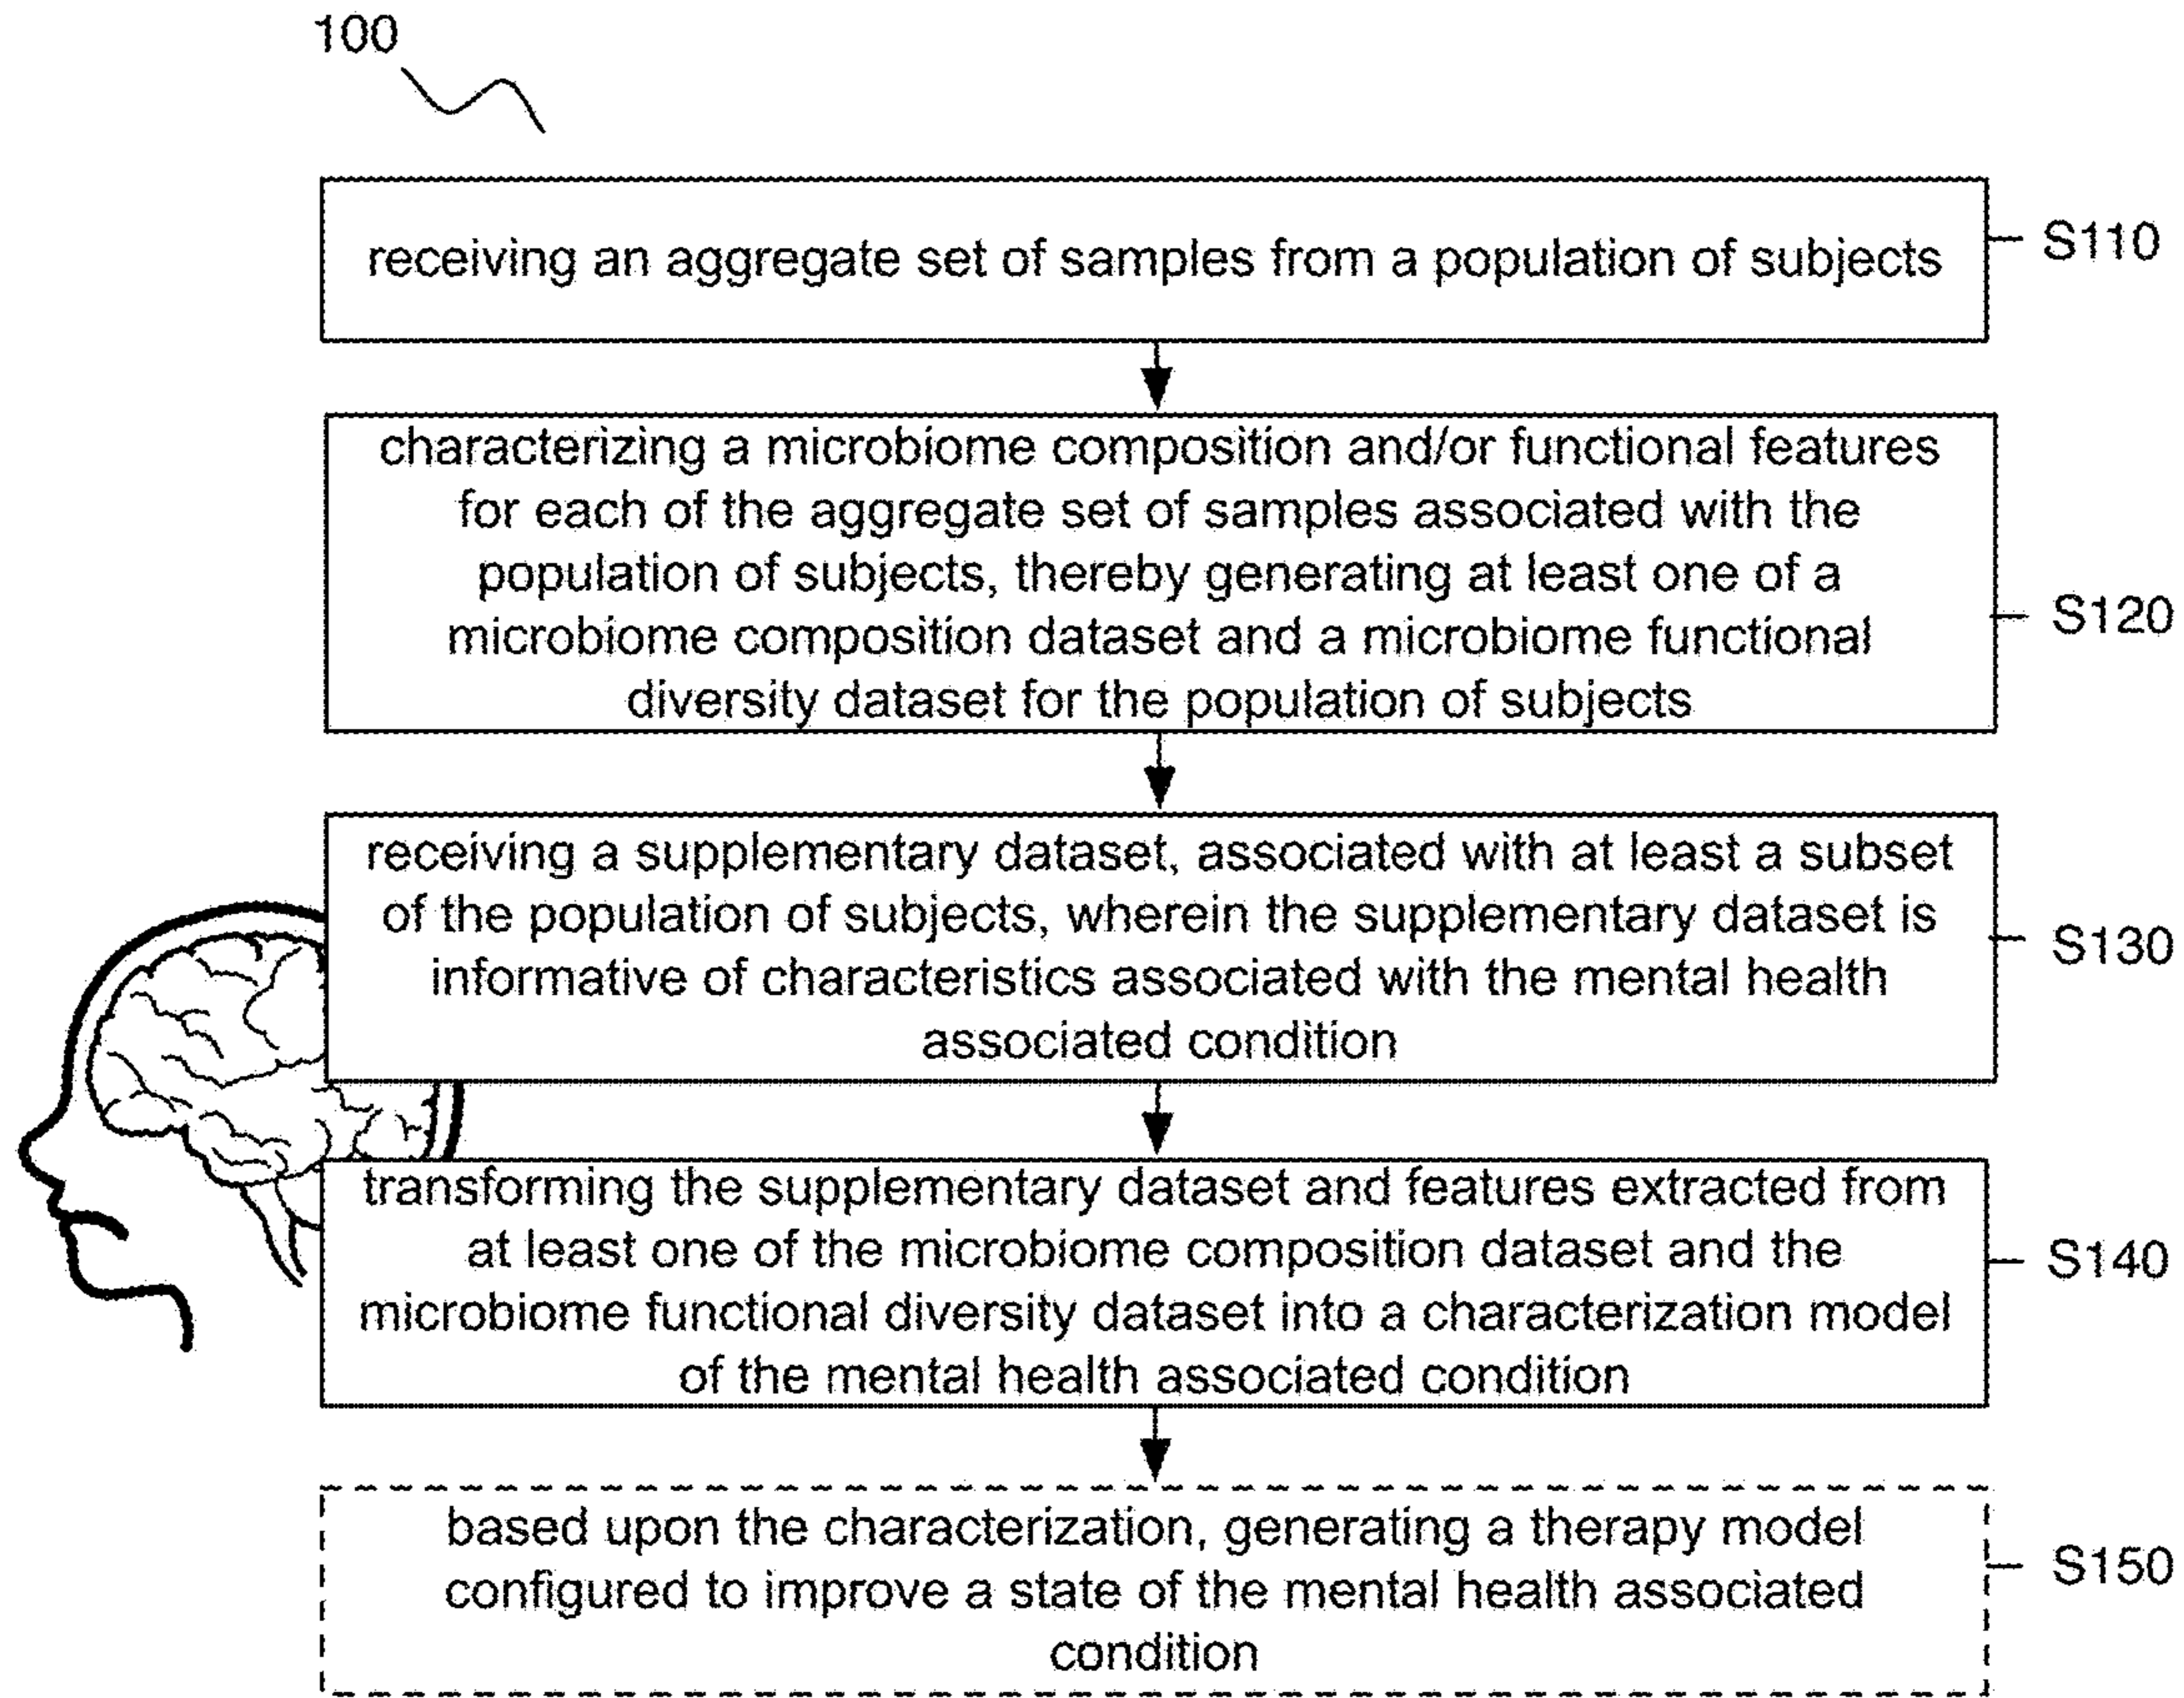 100
receiving an aggregate set of samples from a population of subjects
S110
characterizing a microbiome composition and/or functional features
for each of the aggregate set of samples associated with the
population of subjects, thereby generating at least one of a
microbiome composition dataset and a microbiome functional
diversity dataset for the population of subjects
S120
receiving a supplementary dataset, associated with at least a subset
of the population of subjects, wherein the supplementary dataset is
informative of characteristics associated with the mental health
associated condition
S130
transforming the supplementary dataset and features extracted from
at least one of the microbiome composition dataset and the
microbiome functional diversity dataset into a characterization model
of the mental health associated condition
S140
based upon the characterization, generating a therapy model
configured to improve a state of the mental health associated
condition
S150